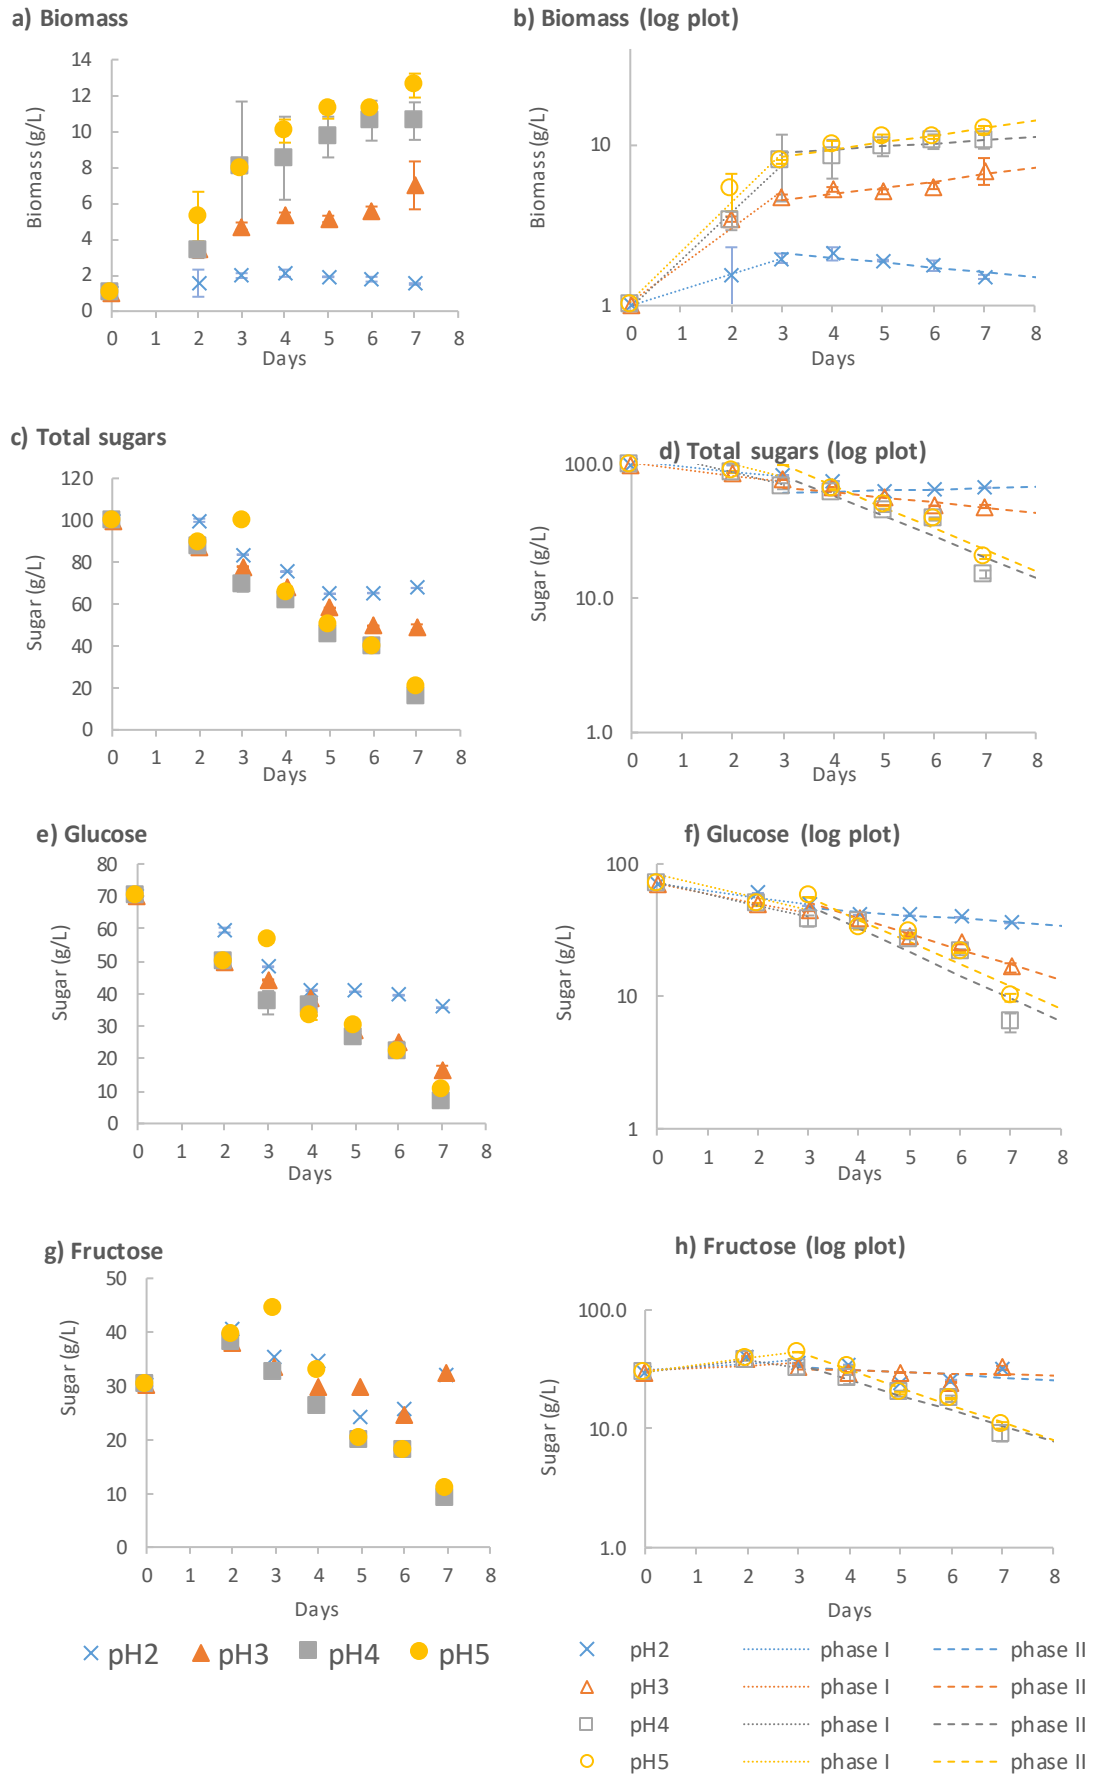 a) Biomass
b) Biomass (log plot)
14
12
10
8
6
4
2
0
Biomass (g/L)
0 1 2 3 4 5 6 7 8
Days
10
1
Biomass (g/L)
0 1 2 3 4 5 6 7 8
Days
c) Total sugars
d) Total sugars (log plot)
120
100
80
60
40
20
0
Sugar (g/L)
0 1 2 3 4 5 6 7 8
Days
100.0
10.0
1.0
Sugar (g/L)
0 1 2 3 4 5 6 7 8
Days
e) Glucose
f) Glucose (log plot)
80
70
60
50
40
30
20
10
0
Sugar (g/L)
0 1 2 3 4 5 6 7 8
Days
100
10
1
Sugar (g/L)
0 1 2 3 4 5 6 7 8
Days
g) Fructose
h) Fructose (log plot)
50
40
30
20
10
0
Sugar (g/L)
0 1 2 3 4 5 6 7 8
Days
100.0
10.0
1.0
Sugar (g/L)
0 1 2 3 4 5 6 7 8
Days
pH2 pH3 pH4 pH5
pH2 phase I phase II
pH3 phase I phase II
pH4 phase I phase II
pH5 phase I phase II